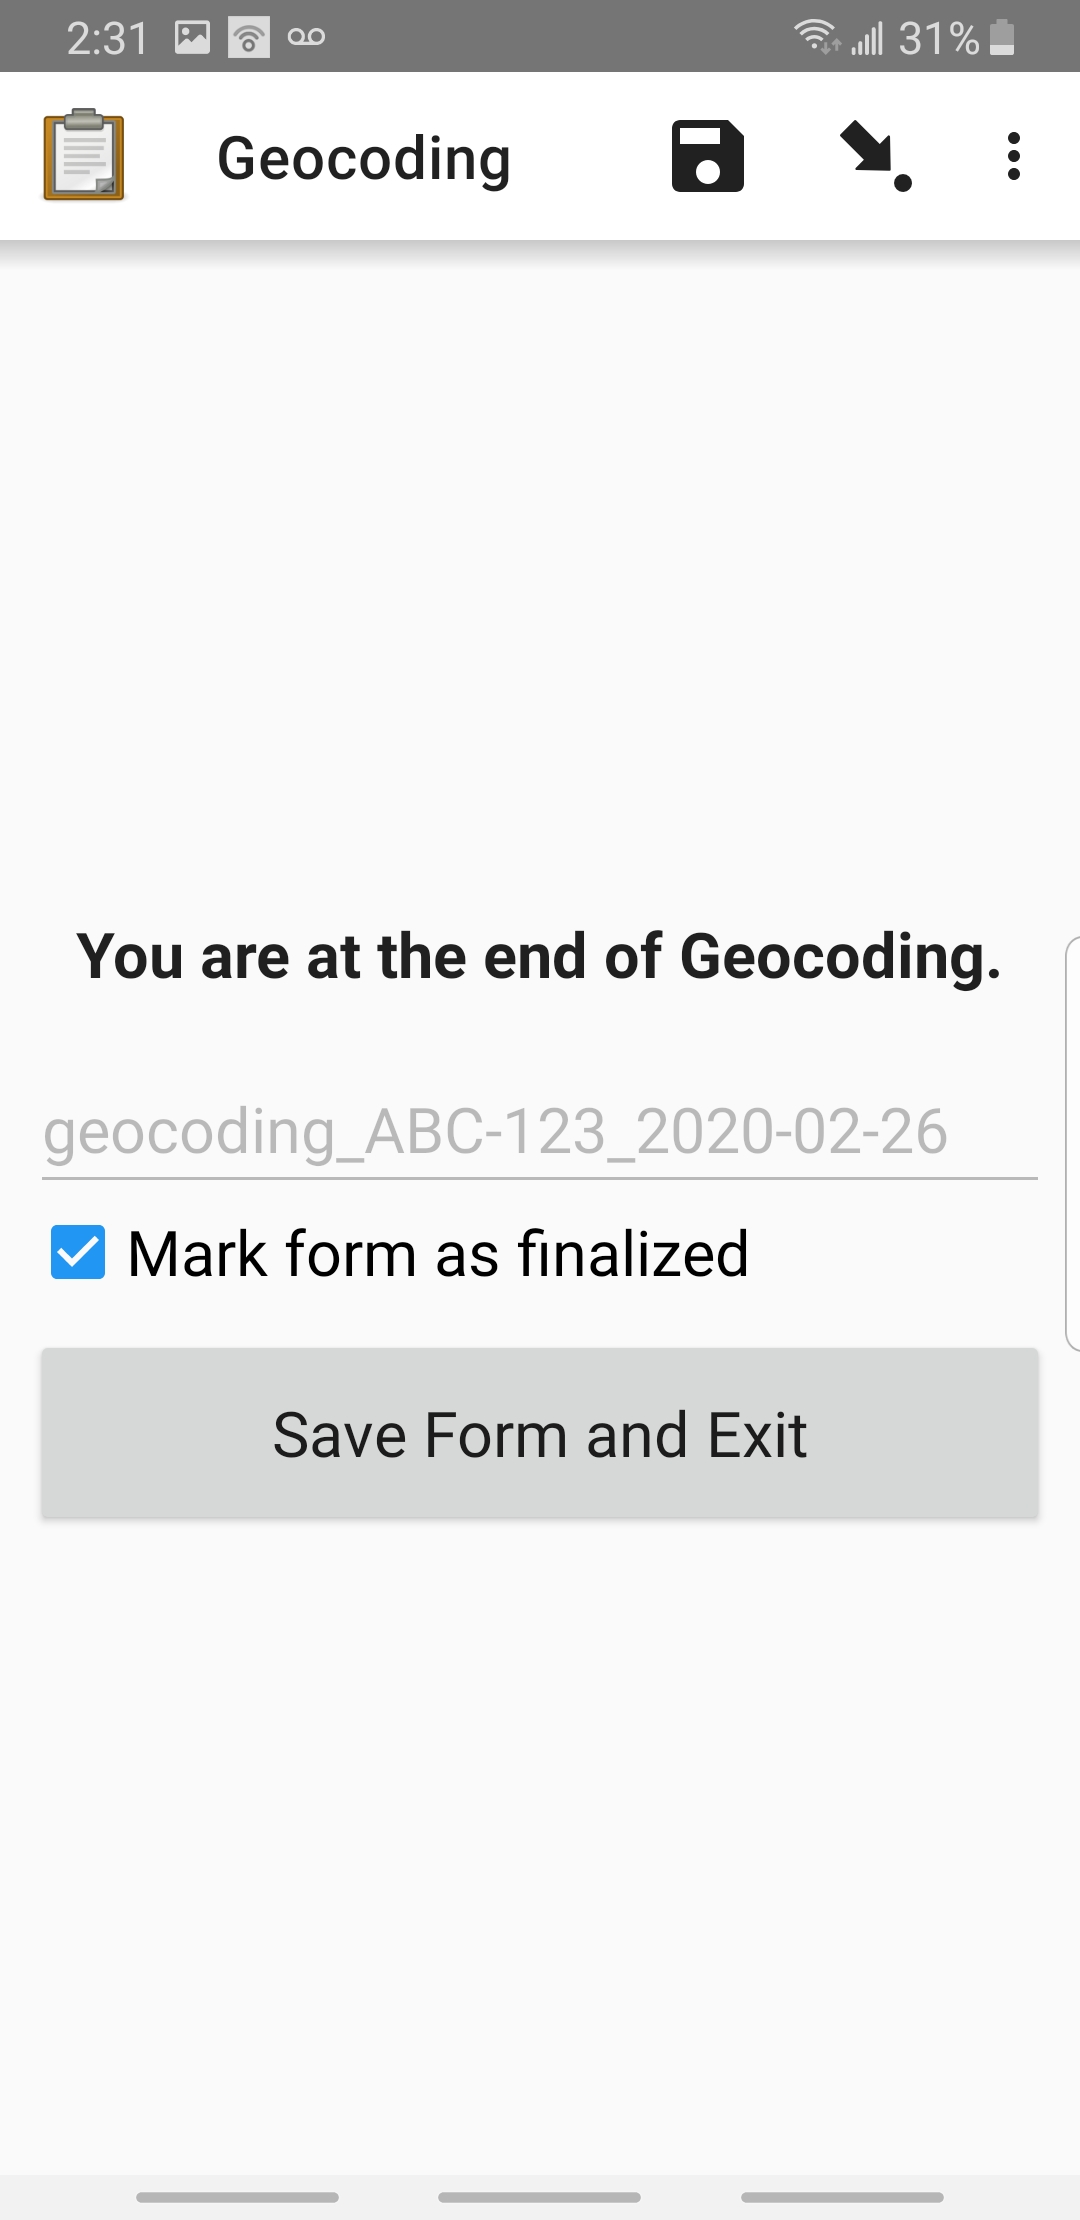 2:31 31%
Geocoding
You are at the end of Geocoding.
geocoding_ABC-123_2020-02-26
Mark form as finalized
Save Form and Exit